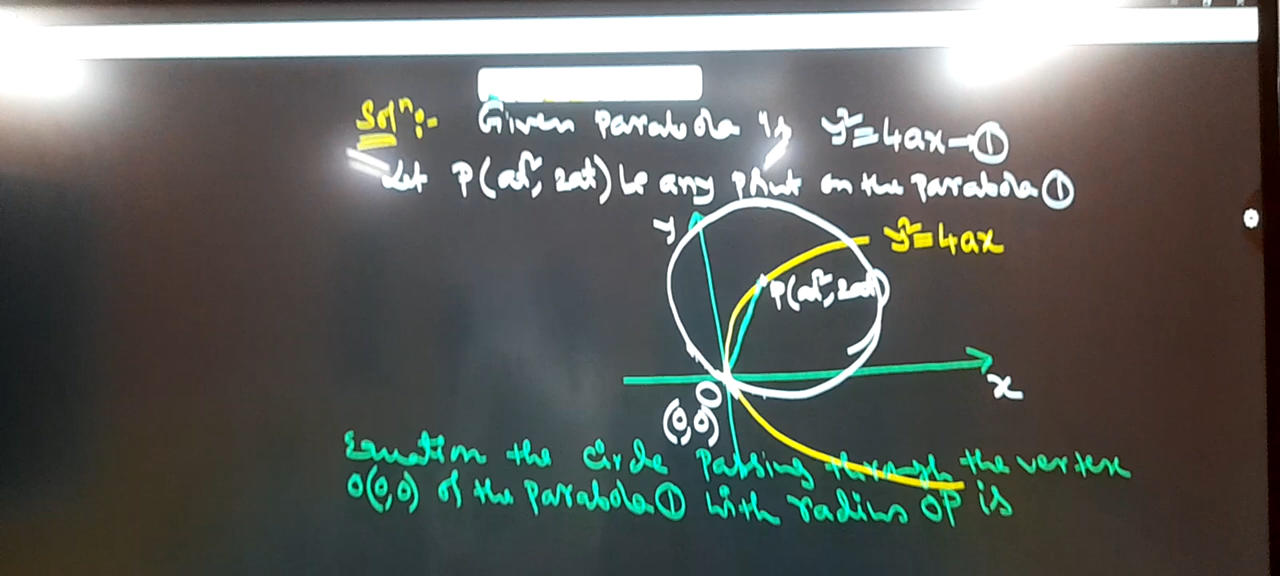 Solⁿ:- Given parabola is y²=4ax→①
Let P(at², 2at) be any point on the parabola ①
y
y²=4ax
P(at², 2at)
x
O
(0,0)
Equation the circle passing through the vertex
O(0,0) of the parabola ① with radius OP is